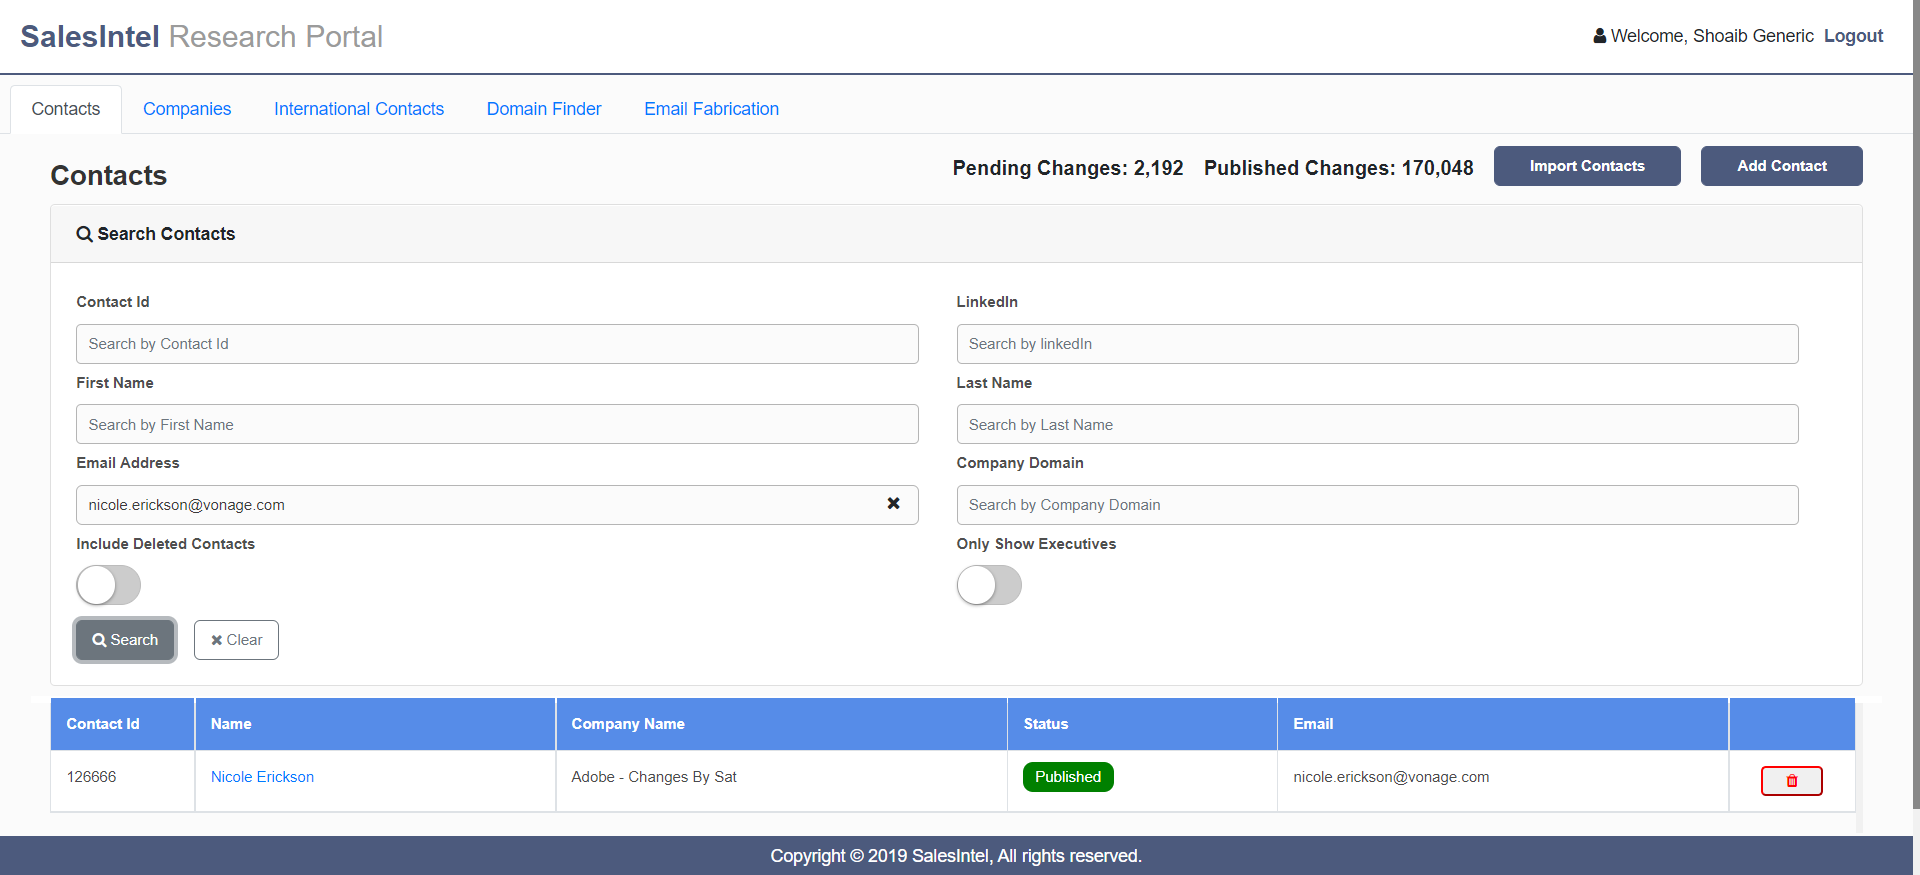 SalesIntel Research Portal
Welcome, Shoaib Generic Logout
Contacts Companies International Contacts Domain Finder Email Fabrication
Contacts
Pending Changes: 2,192 Published Changes: 170,048 Import Contacts Add Contact
Search Contacts
Contact Id LinkedIn
Search by Contact Id Search by linkedIn
First Name Last Name
Search by First Name Search by Last Name
Email Address Company Domain
nicole.erickson@vonage.com Search by Company Domain
Include Deleted Contacts Only Show Executives
Search Clear
Contact Id Name Company Name Status Email
126666 Nicole Erickson Adobe - Changes By Sat Published nicole.erickson@vonage.com
Copyright © 2019 SalesIntel, All rights reserved.